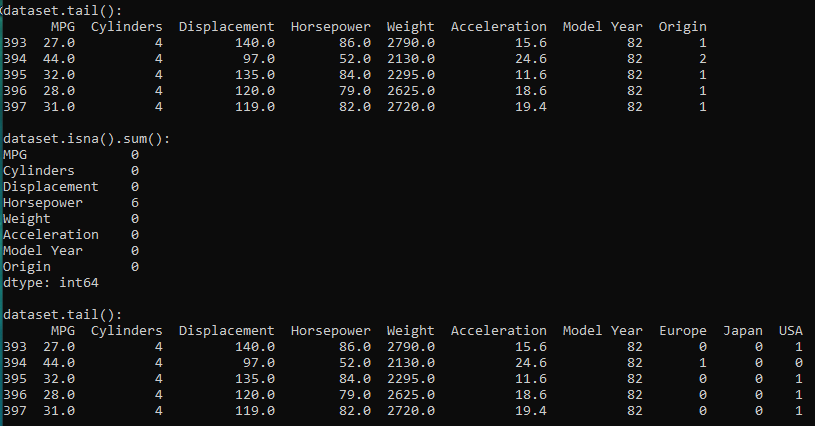 dataset.tail():
MPG Cylinders Displacement Horsepower Weight Acceleration Model Year Origin
393 27.0 4 140.0 86.0 2790.0 15.6 82 1
394 44.0 4 97.0 52.0 2130.0 24.6 82 2
395 32.0 4 135.0 84.0 2295.0 11.6 82 1
396 28.0 4 120.0 79.0 2625.0 18.6 82 1
397 31.0 4 119.0 82.0 2720.0 19.4 82 1
dataset.isna().sum():
MPG 0
Cylinders 0
Displacement 0
Horsepower 6
Weight 0
Acceleration 0
Model Year 0
Origin 0
dtype: int64
dataset.tail():
MPG Cylinders Displacement Horsepower Weight Acceleration Model Year Europe Japan USA
393 27.0 4 140.0 86.0 2790.0 15.6 82 0 0 1
394 44.0 4 97.0 52.0 2130.0 24.6 82 1 0 0
395 32.0 4 135.0 84.0 2295.0 11.6 82 0 0 1
396 28.0 4 120.0 79.0 2625.0 18.6 82 0 0 1
397 31.0 4 119.0 82.0 2720.0 19.4 82 0 0 1